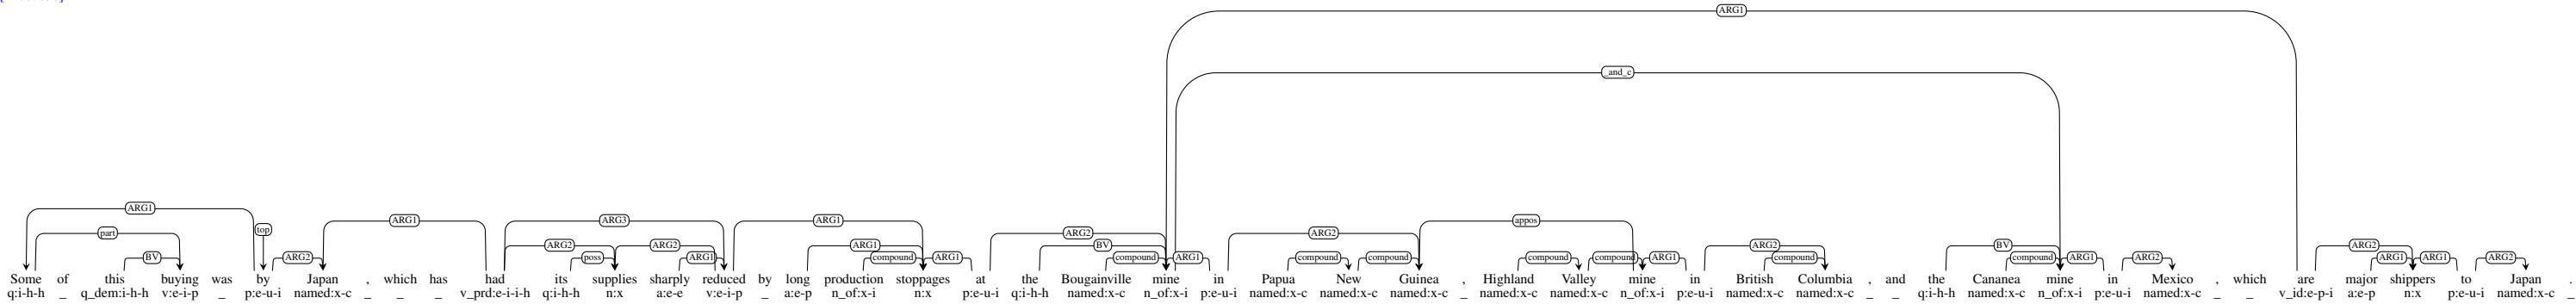 ARG1
_and_c
ARG1 top ARG1 ARG3 ARG1 appos
part ARG2 ARG2 ARG2 BV ARG2 ARG2 BV ARG2
BV ARG2 poss ARG1 ARG1 compound ARG1 compound ARG1 compound compound compound compound ARG1 compound compound ARG1 ARG2 ARG1 ARG1 ARG2
Some of this buying was by Japan , which has had its supplies sharply reduced by long production stoppages at the Bougainville mine in Papua New Guinea , Highland Valley mine in British Columbia , and the Cananea mine in Mexico , which are major shippers to Japan .
q:i-h-h _ q_dem:i-h-h v:e-i-p _ p:e-u-i named:x-c _ _ _ v_prd:e-i-i-h q:i-h-h n:x a:e-e v:e-i-p _ a:e-p n_of:x-i n:x p:e-u-i q:i-h-h named:x-c n_of:x-i p:e-u-i named:x-c named:x-c named:x-c _ named:x-c named:x-c n_of:x-i p:e-u-i named:x-c named:x-c _ _ q:i-h-h named:x-c n_of:x-i p:e-u-i named:x-c _ _ v_id:e-p-i a:e-p n:x p:e-u-i named:x-c _